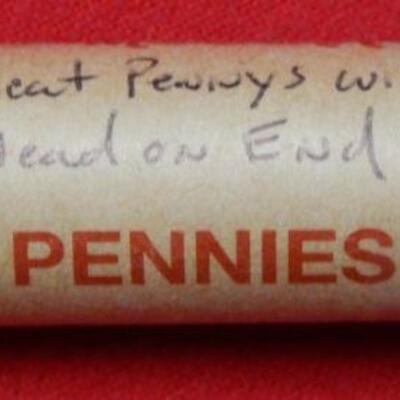 eat Pennys w.
Head on End
PENNIES